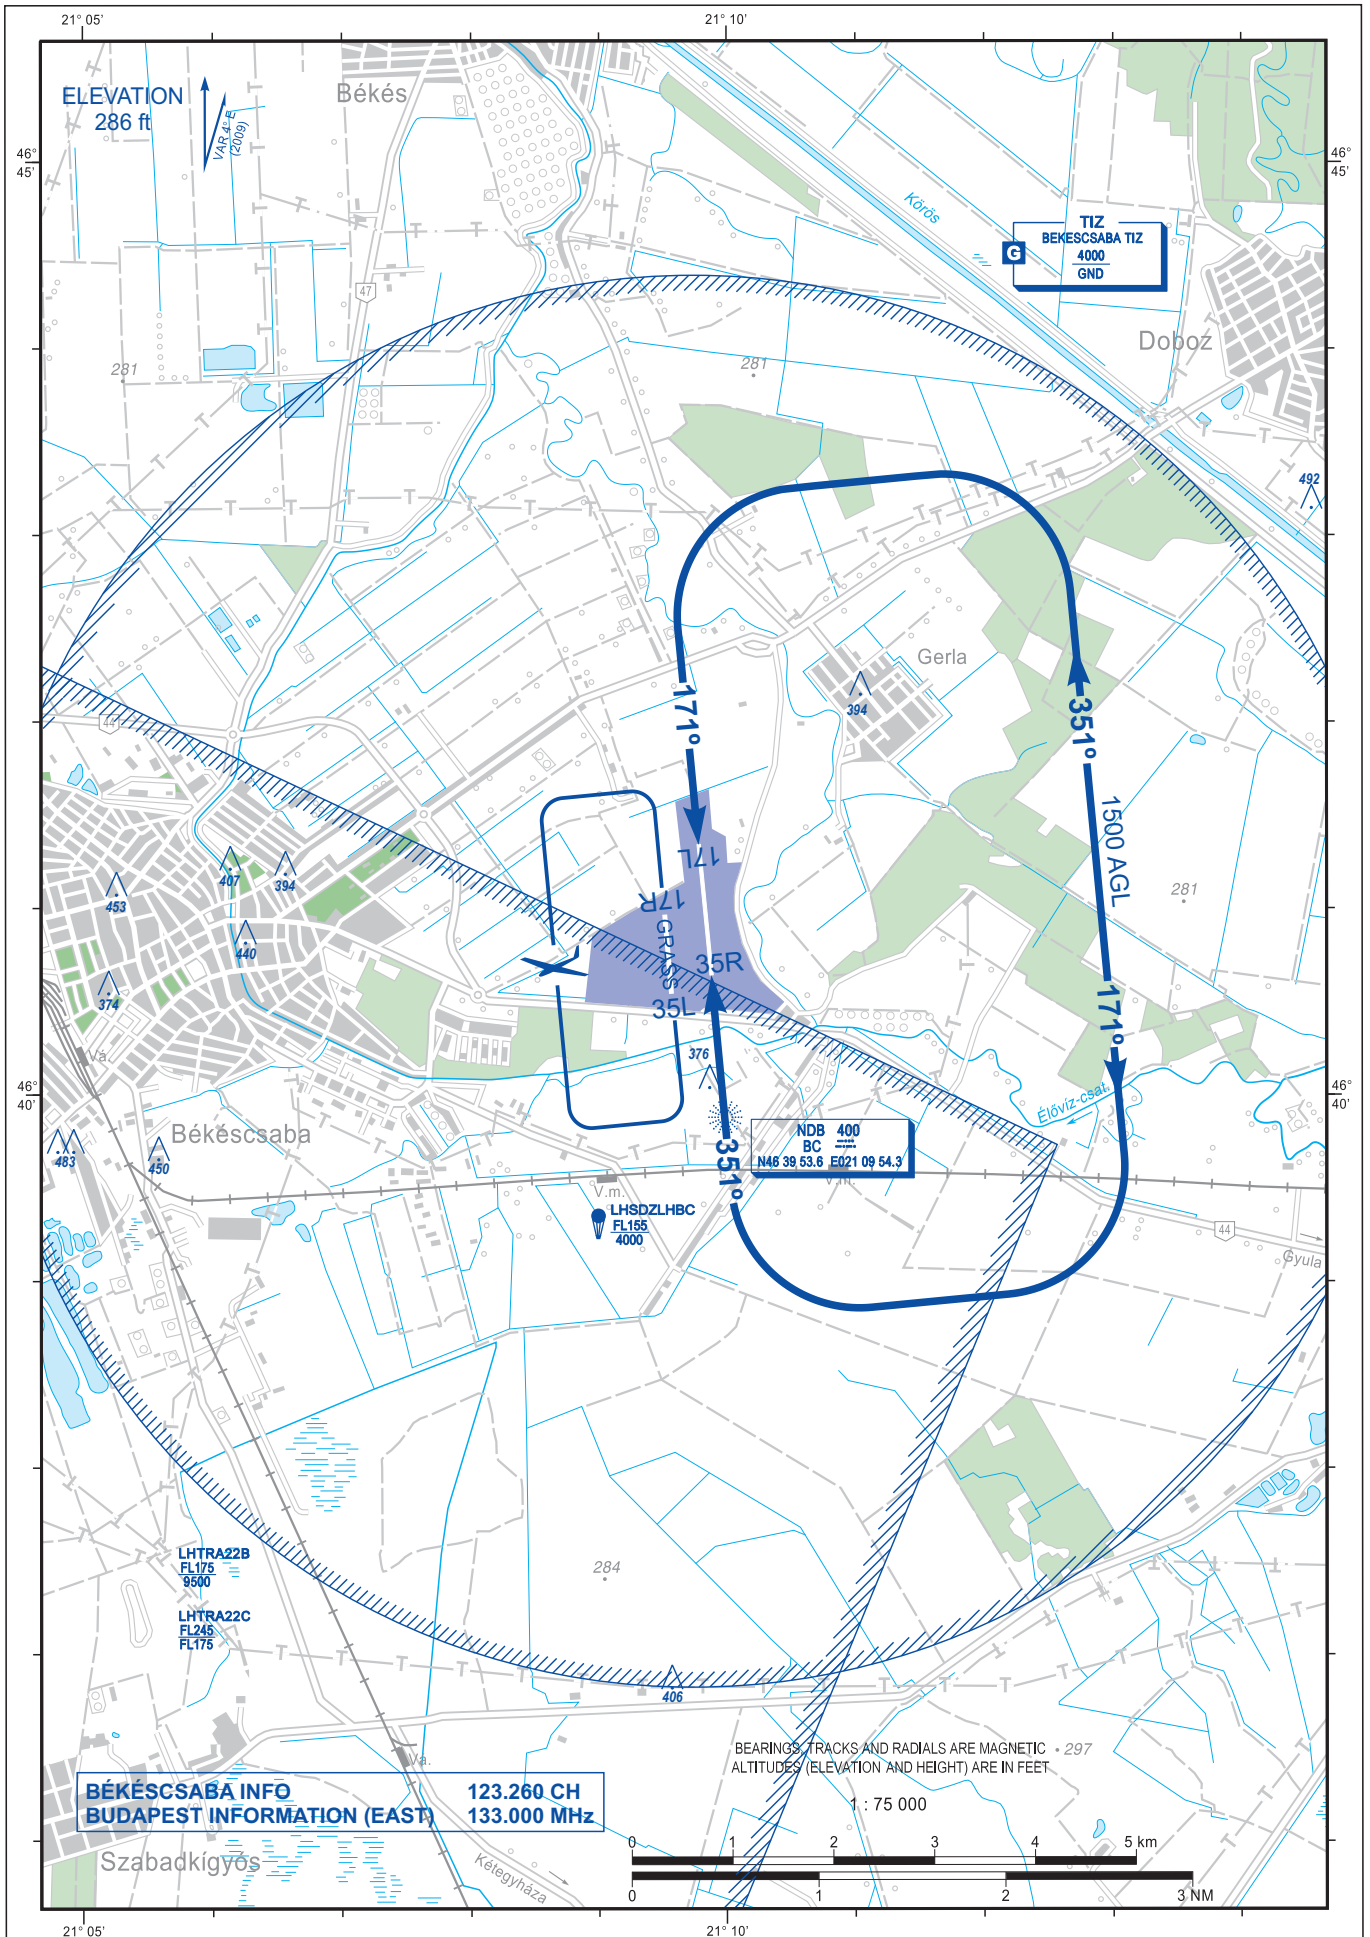 21° 05'
21° 10'
ELEVATION
286 ft
VAR 4° E
(2009)
Békés
46°
45'
46°
45'
Körös
TIZ
BEKESCSABA TIZ
4000
GND
G
47
Doboz
281
281
492
Gerla
394
171°
351°
44
1500 AGL
17L
407
394
453
281
17R
GRASS
440
35R
374
35L
171°
376
Vá.
46°
40'
46°
40'
Élővíz-csat.
Békéscsaba
NDB 400
BC
N46 39 53.6 E021 09 54.3
483
450
351°
V.m.
V.m.
LHSDZLHBC
FL155
4000
44
Gyula
LHTRA22B
FL175
9500
284
LHTRA22C
FL245
FL175
406
Va.
BEARINGS, TRACKS AND RADIALS ARE MAGNETIC
297
ALTITUDES (ELEVATION AND HEIGHT) ARE IN FEET
BÉKÉSCSABA INFO 123.260 CH
BUDAPEST INFORMATION (EAST) 133.000 MHz
1 : 75 000
0 1 2 3 4 5 km
Szabadkígyós
Kétegyháza
0 1 2 3 NM
21° 05'
21° 10'